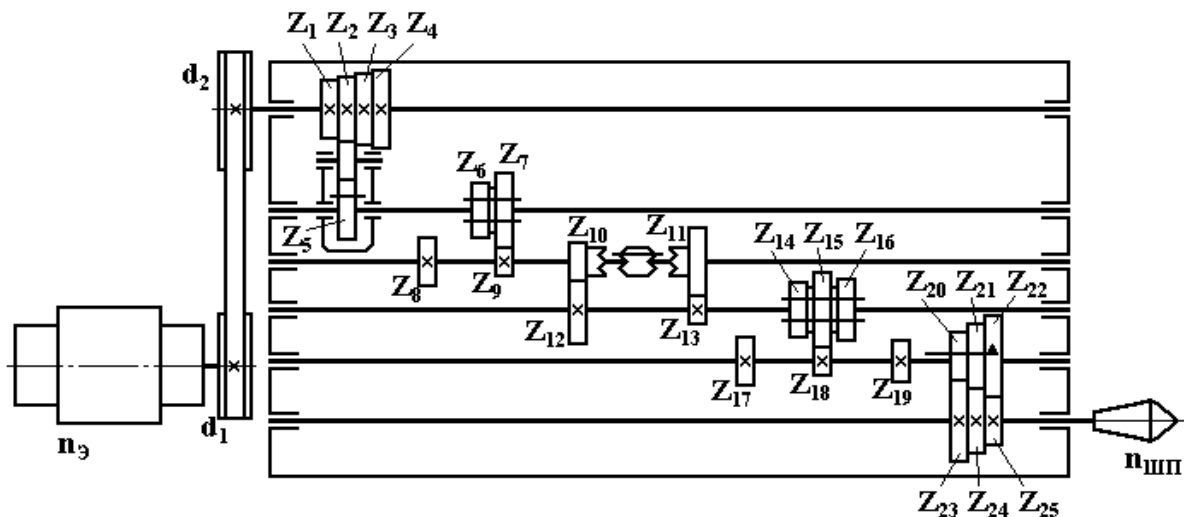 Z1 Z2 Z3 Z4
d2
Z6 Z7
Z5
Z10 Z11
Z14 Z15 Z16
Z8 Z9
Z20 Z21 Z22
Z12 Z13
Z17 Z18 Z19
d1
nЭ
nШП
Z23 Z24 Z25